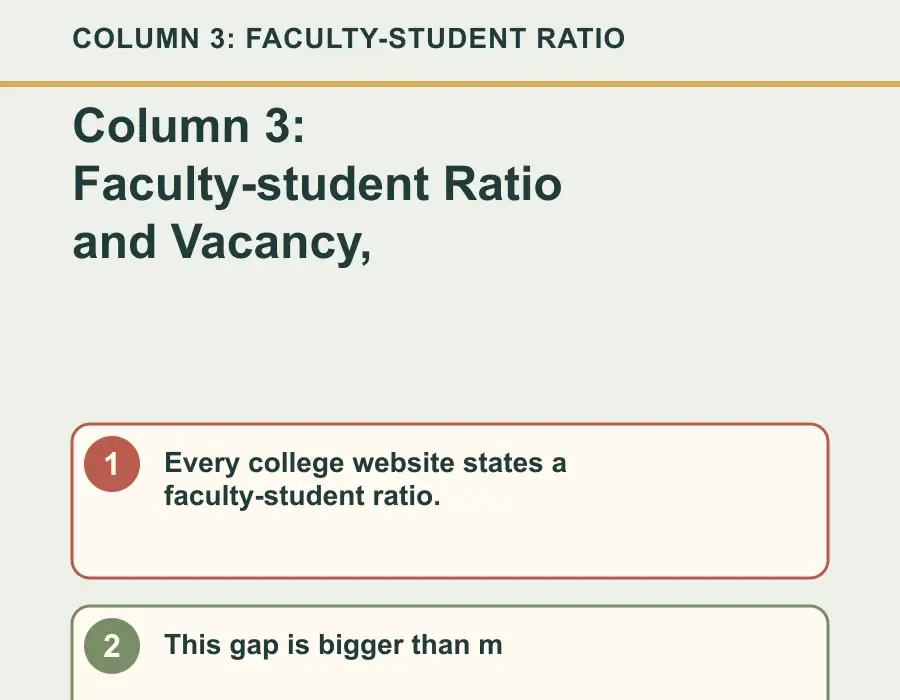 COLUMN 3: FACULTY-STUDENT RATIO
Column 3:
Faculty-student Ratio
and Vacancy,
1
Every college website states a
faculty-student ratio.
2
This gap is bigger than m